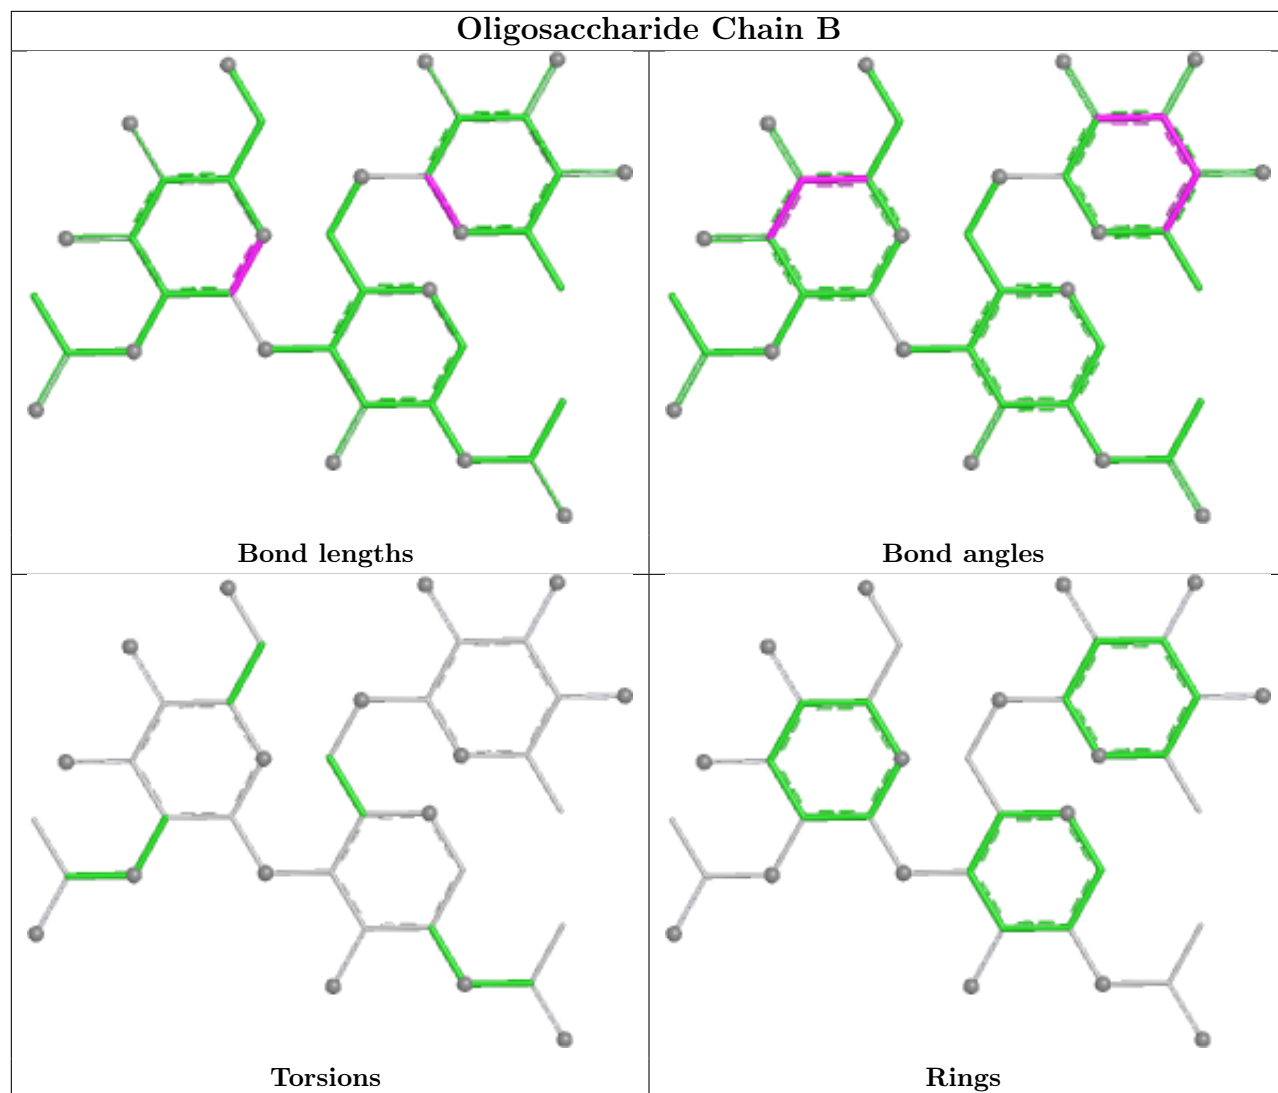 Oligosaccharide Chain B
Bond lengths
Bond angles
Torsions
Rings